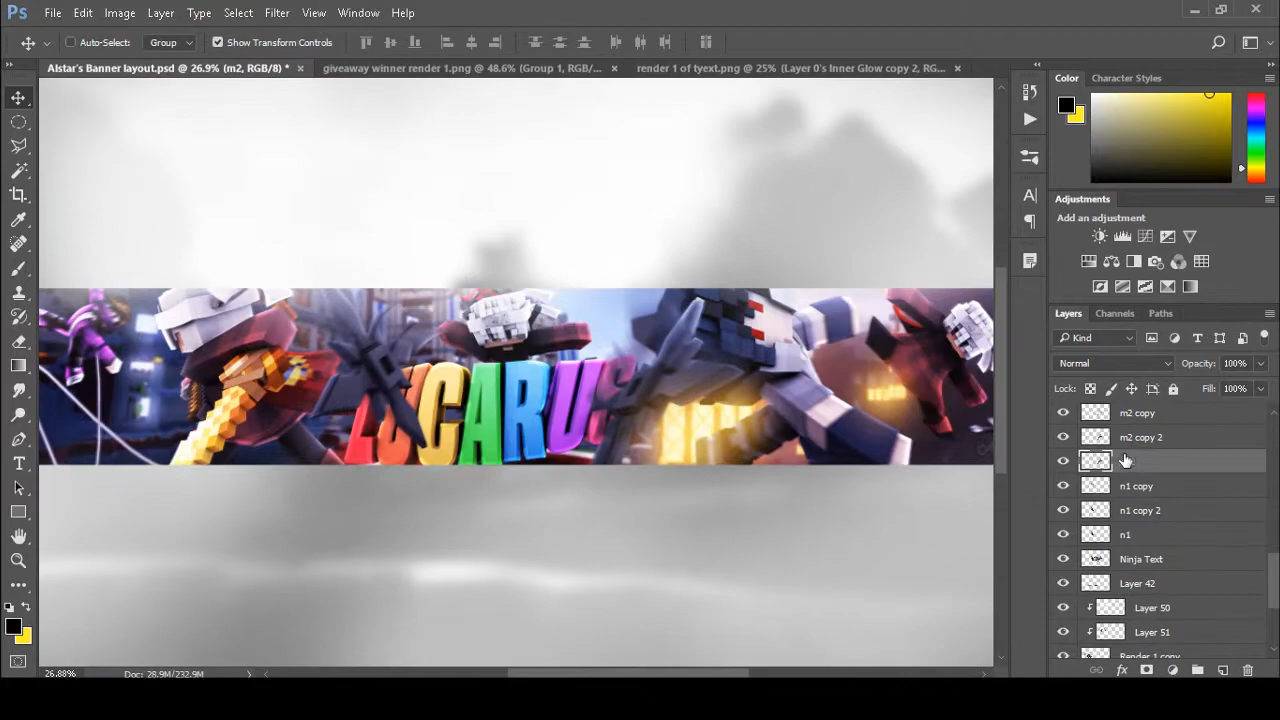 Ps File Edit Image Layer Type Select Filter View Window Help
Auto-Select: Group Show Transform Controls
Alstar's Banner layout.psd @ 26.9% (m2, RGB/8) * × giveaway winner render 1.png @ 48.6% (Group 1, RGB/... × render 1 of tyext.png @ 25% (Layer 0's Inner Glow copy 2, RG... ×
Color Character Styles
Adjustments
Add an adjustment
Layers Channels Paths
Kind
Normal Opacity: 100%
Lock: Fill: 100%
m2 copy
m2 copy 2
n1 copy
n1 copy 2
n1
Ninja Text
Layer 42
Layer 50
Layer 51
Render 1 copy
LUCARUS
26.88% Doc: 28.9M/232.9M